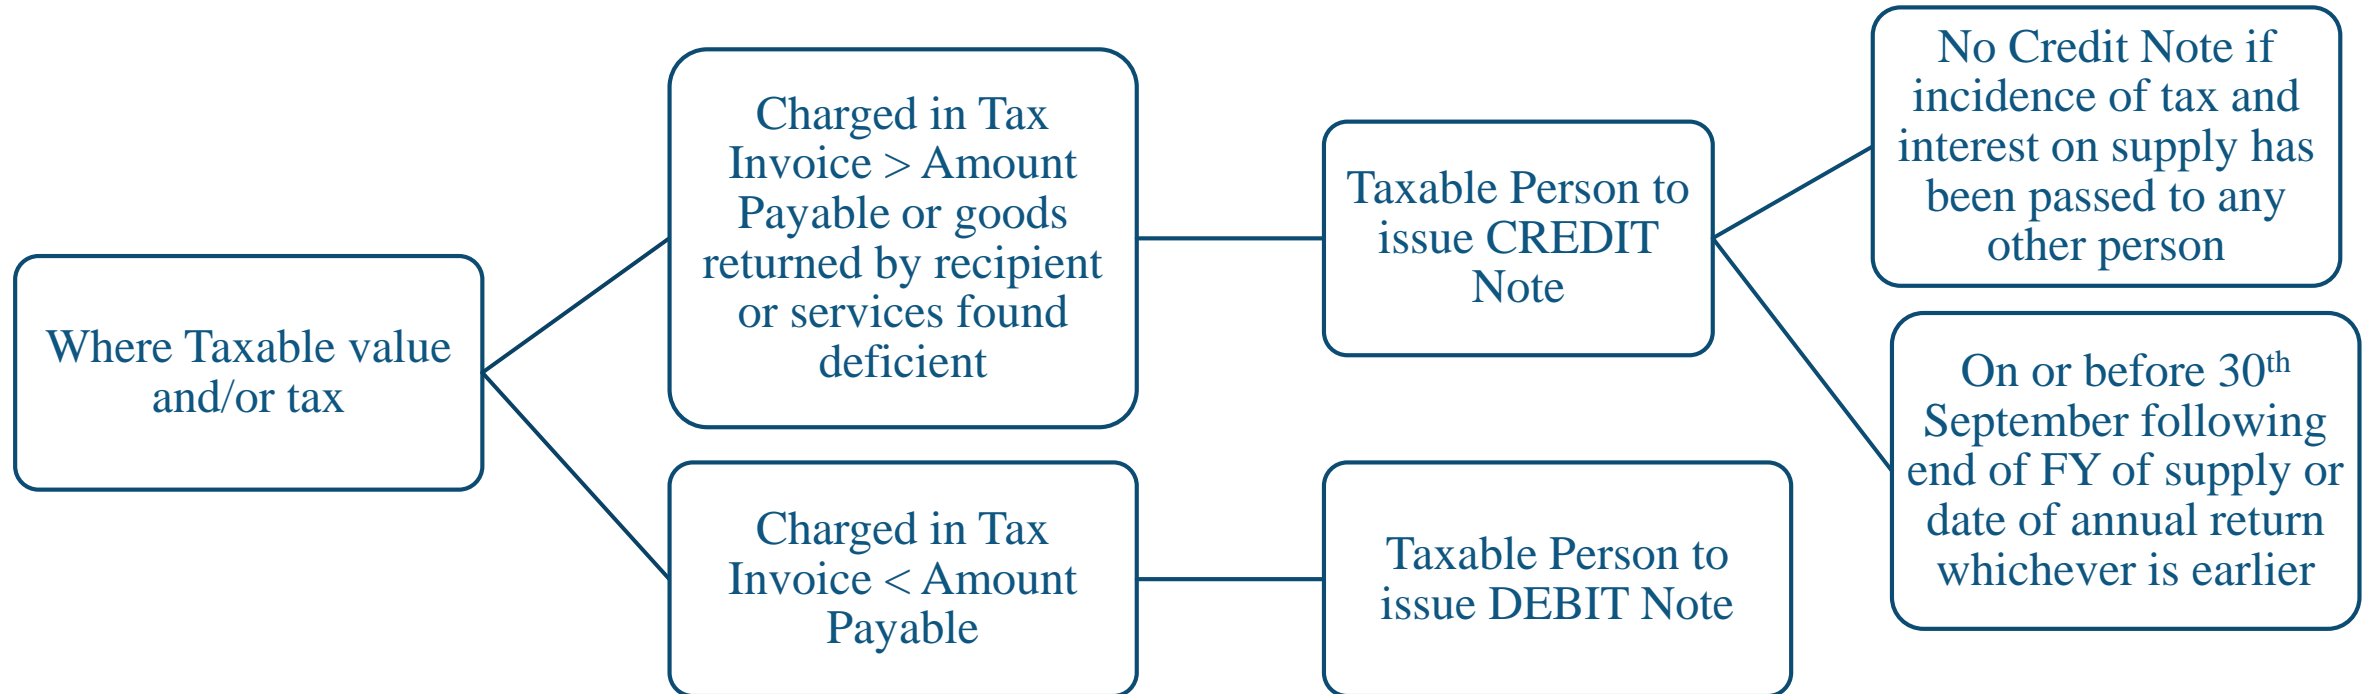 Where Taxable value
and/or tax
Charged in Tax
Invoice > Amount
Payable or goods
returned by recipient
or services found
deficient
Taxable Person to
issue CREDIT
Note
No Credit Note if
incidence of tax and
interest on supply has
been passed to any
other person
On or before 30th
September following
end of FY of supply or
date of annual return
whichever is earlier
Charged in Tax
Invoice < Amount
Payable
Taxable Person to
issue DEBIT Note